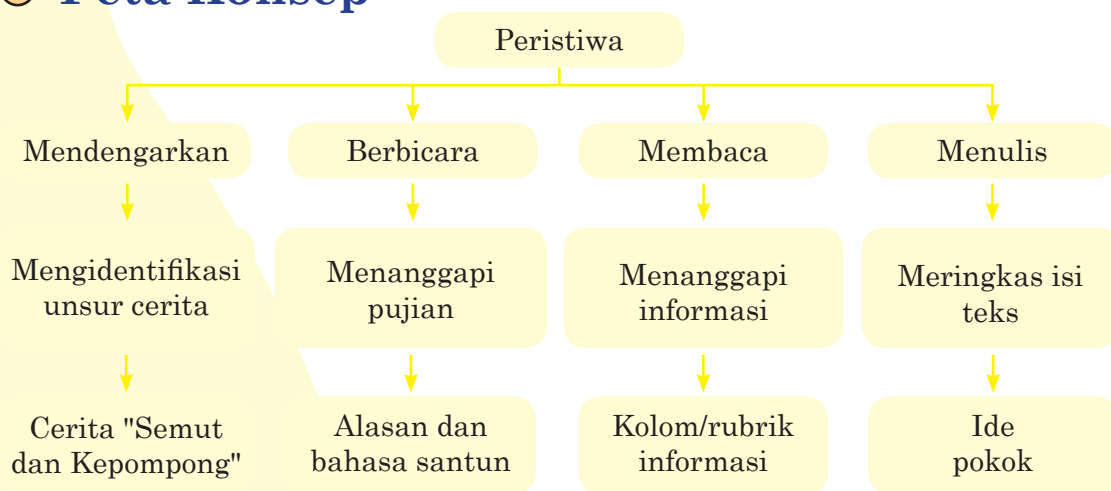 Peta Konsep
Peristiwa
Mendengarkan
Berbicara
Membaca
Menulis
Mengidentifikasi
unsur cerita
Menanggapi
pujian
Menanggapi
informasi
Meringkas isi
teks
Cerita "Semut
dan Kepompong"
Alasan dan
bahasa santun
Kolom/rubrik
informasi
Ide
pokok